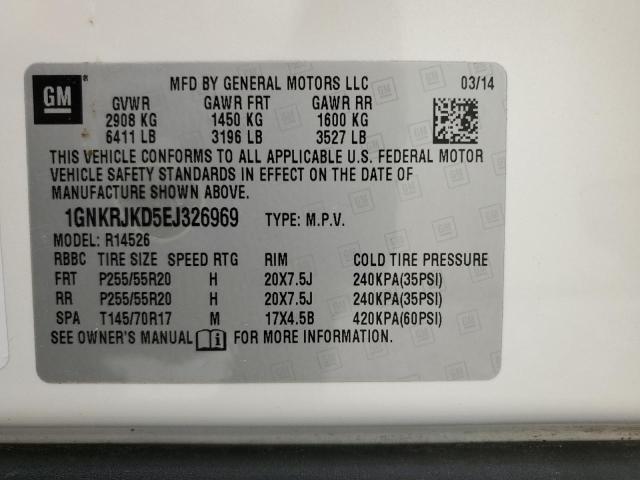 GM
®
MFD BY GENERAL MOTORS LLC 03/14
GVWR GAWR FRT GAWR RR
2908 KG 1450 KG 1600 KG
6411 LB 3196 LB 3527 LB
THIS VEHICLE CONFORMS TO ALL APPLICABLE U.S. FEDERAL MOTOR
VEHICLE SAFETY STANDARDS IN EFFECT ON THE DATE OF
MANUFACTURE SHOWN ABOVE.
1GNKRJKD5EJ326969 TYPE: M.P.V.
MODEL: R14526
RBBC TIRE SIZE SPEED RTG RIM COLD TIRE PRESSURE
FRT P255/55R20 H 20X7.5J 240KPA(35PSI)
RR P255/55R20 H 20X7.5J 240KPA(35PSI)
SPA T145/70R17 M 17X4.5B 420KPA(60PSI)
SEE OWNER'S MANUAL FOR MORE INFORMATION.